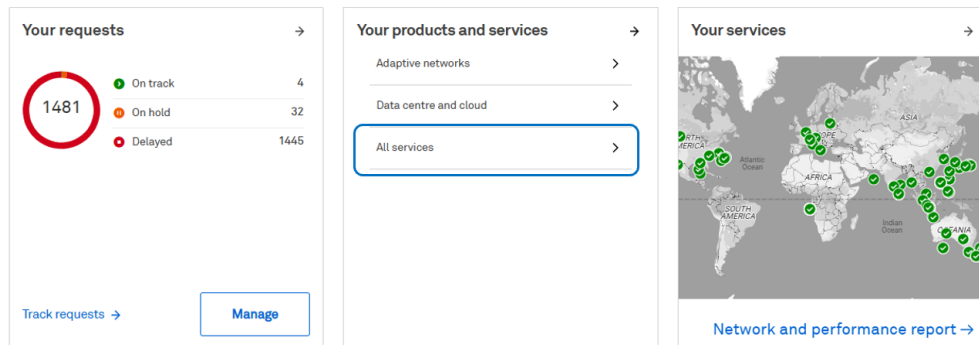 Your requests
1481
On track 4
On hold 32
Delayed 1445
Track requests
Manage
Your products and services
Adaptive networks
Data centre and cloud
All services
Your services
ASIA
Atlantic
Ocean
AFRICA
SOUTH
AMERICA
Indian
Ocean
Network and performance report